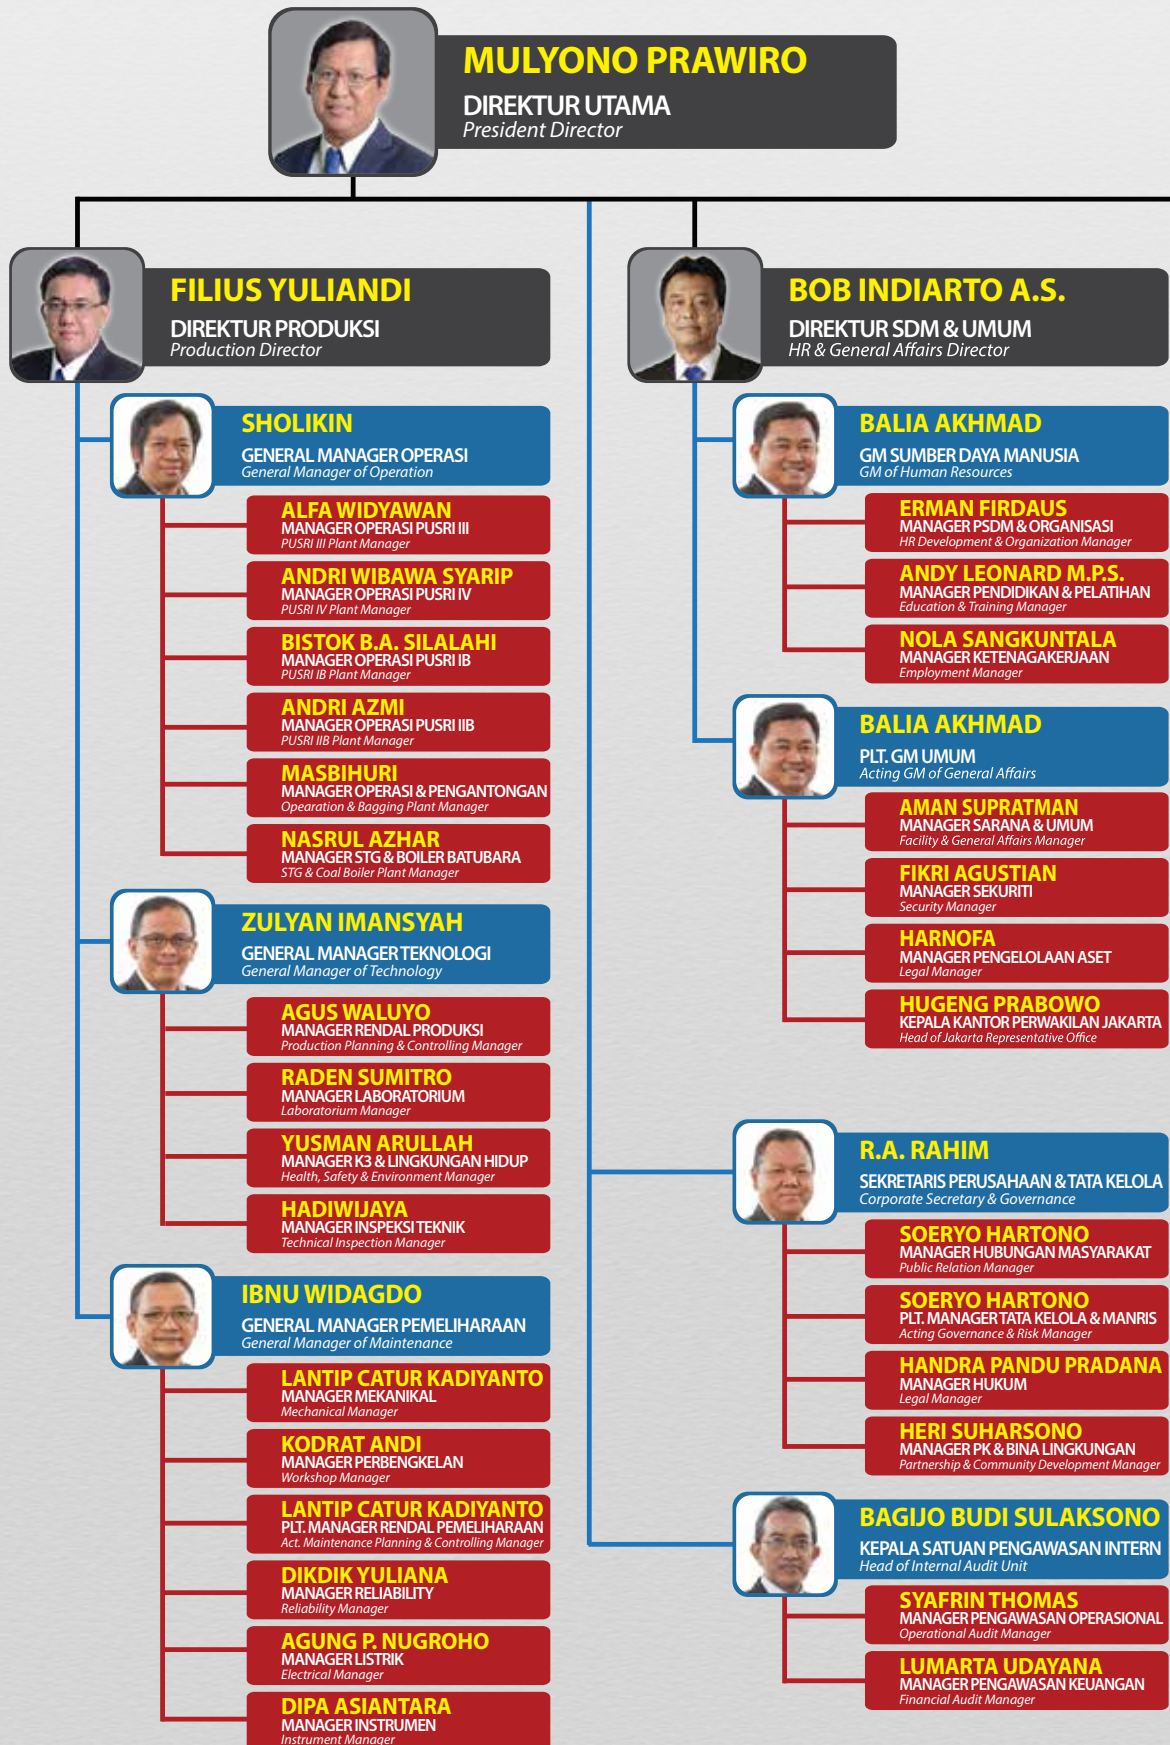 MULYONO PRAWIRO
DIREKTUR UTAMA
President Director
FILIUS YULIANDI
DIREKTUR PRODUKSI
Production Director
SHOLIKIN
GENERAL MANAGER OPERASI
General Manager of Operation
ALFA WIDYAWAN
MANAGER OPERASI PUSRI III
PUSRI III Plant Manager
ANDRI WIBAWA SYARIP
MANAGER OPERASI PUSRI IV
PUSRI IV Plant Manager
BISTOK B.A. SILALAHI
MANAGER OPERASI PUSRI IB
PUSRI IB Plant Manager
ANDRI AZMI
MANAGER OPERASI PUSRI IIB
PUSRI IIB Plant Manager
MASBIHURI
MANAGER OPERASI & PENGANTONGAN
Opearation & Bagging Plant Manager
NASRUL AZHAR
MANAGER STG & BOILER BATUBARA
STG & Coal Boiler Plant Manager
ZULYAN IMANSYAH
GENERAL MANAGER TEKNOLOGI
General Manager of Technology
AGUS WALUYO
MANAGER RENDAL PRODUKSI
Production Planning & Controlling Manager
RADEN SUMITRO
MANAGER LABORATORIUM
Laboratorium Manager
YUSMAN ARULLAH
MANAGER K3 & LINGKUNGAN HIDUP
Health, Safety & Environment Manager
HADIWIJAYA
MANAGER INSPEKSI TEKNIK
Technical Inspection Manager
IBNU WIDAGDO
GENERAL MANAGER PEMELIHARAAN
General Manager of Maintenance
LANTIP CATUR KADIYANTO
MANAGER MEKANIKAL
Mechanical Manager
KODRAT ANDI
MANAGER PERBENGKELAN
Workshop Manager
LANTIP CATUR KADIYANTO
PLT. MANAGER RENDAL PEMELIHARAAN
Act. Maintenance Planning & Controlling Manager
DIKDIK YULIANA
MANAGER RELIABILITY
Reliability Manager
AGUNG P. NUGROHO
MANAGER LISTRIK
Electrical Manager
DIPA ASIANTARA
MANAGER INSTRUMEN
Instrument Manager
BOB INDIARTO A.S.
DIREKTUR SDM & UMUM
HR & General Affairs Director
BALIA AKHMAD
GM SUMBER DAYA MANUSIA
GM of Human Resources
ERMAN FIRDAUS
MANAGER PSDM & ORGANISASI
HR Development & Organization Manager
ANDY LEONARD M.P.S.
MANAGER PENDIDIKAN & PELATIHAN
Education & Training Manager
NOLA SANGKUNTALA
MANAGER KETENAGAKERJAAN
Employment Manager
BALIA AKHMAD
PLT. GM UMUM
Acting GM of General Affairs
AMAN SUPRATMAN
MANAGER SARANA & UMUM
Facility & General Affairs Manager
FIKRI AGUSTIAN
MANAGER SEKURITI
Security Manager
HARNOFA
MANAGER PENGELOLAAN ASET
Legal Manager
HUGENG PRABOWO
KEPALA KANTOR PERWAKILAN JAKARTA
Head of Jakarta Representative Office
R.A. RAHIM
SEKRETARIS PERUSAHAAN & TATA KELOLA
Corporate Secretary & Governance
SOERYO HARTONO
MANAGER HUBUNGAN MASYARAKAT
Public Relation Manager
SOERYO HARTONO
PLT. MANAGER TATA KELOLA & MANRIS
Acting Governance & Risk Manager
HANDRA PANDU PRADANA
MANAGER HUKUM
Legal Manager
HERI SUHARSONO
MANAGER PK & BINA LINGKUNGAN
Partnership & Community Development Manager
BAGIJO BUDI SULAKSONO
KEPALA SATUAN PENGAWASAN INTERN
Head of Internal Audit Unit
SYAFRIN THOMAS
MANAGER PENGAWASAN OPERASIONAL
Operational Audit Manager
LUMARTA UDAYANA
MANAGER PENGAWASAN KEUANGAN
Financial Audit Manager